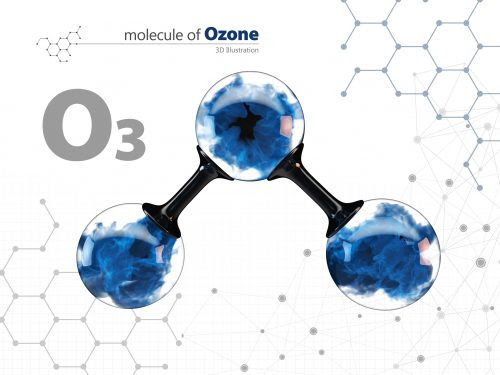 molecule of Ozone
3D Illustration
O3